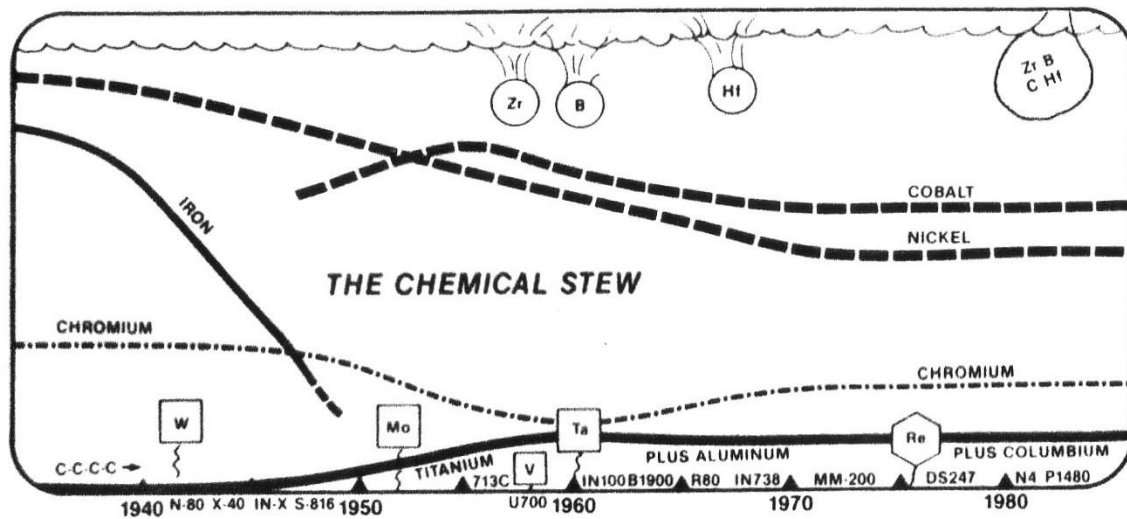 Zr
B
Hf
Zr B
C Hf
COBALT
IRON
NICKEL
THE CHEMICAL STEW
CHROMIUM
CHROMIUM
W
Mo
Ta
Re
C-C-C-C
TITANIUM
V
PLUS ALUMINUM
PLUS COLUMBIUM
713C
IN100 B1900 R80 IN738 MM-200 DS247 N4 P1480
1940 N-80 X-40 IN-X S-816 1950 U700 1960 1970 1980